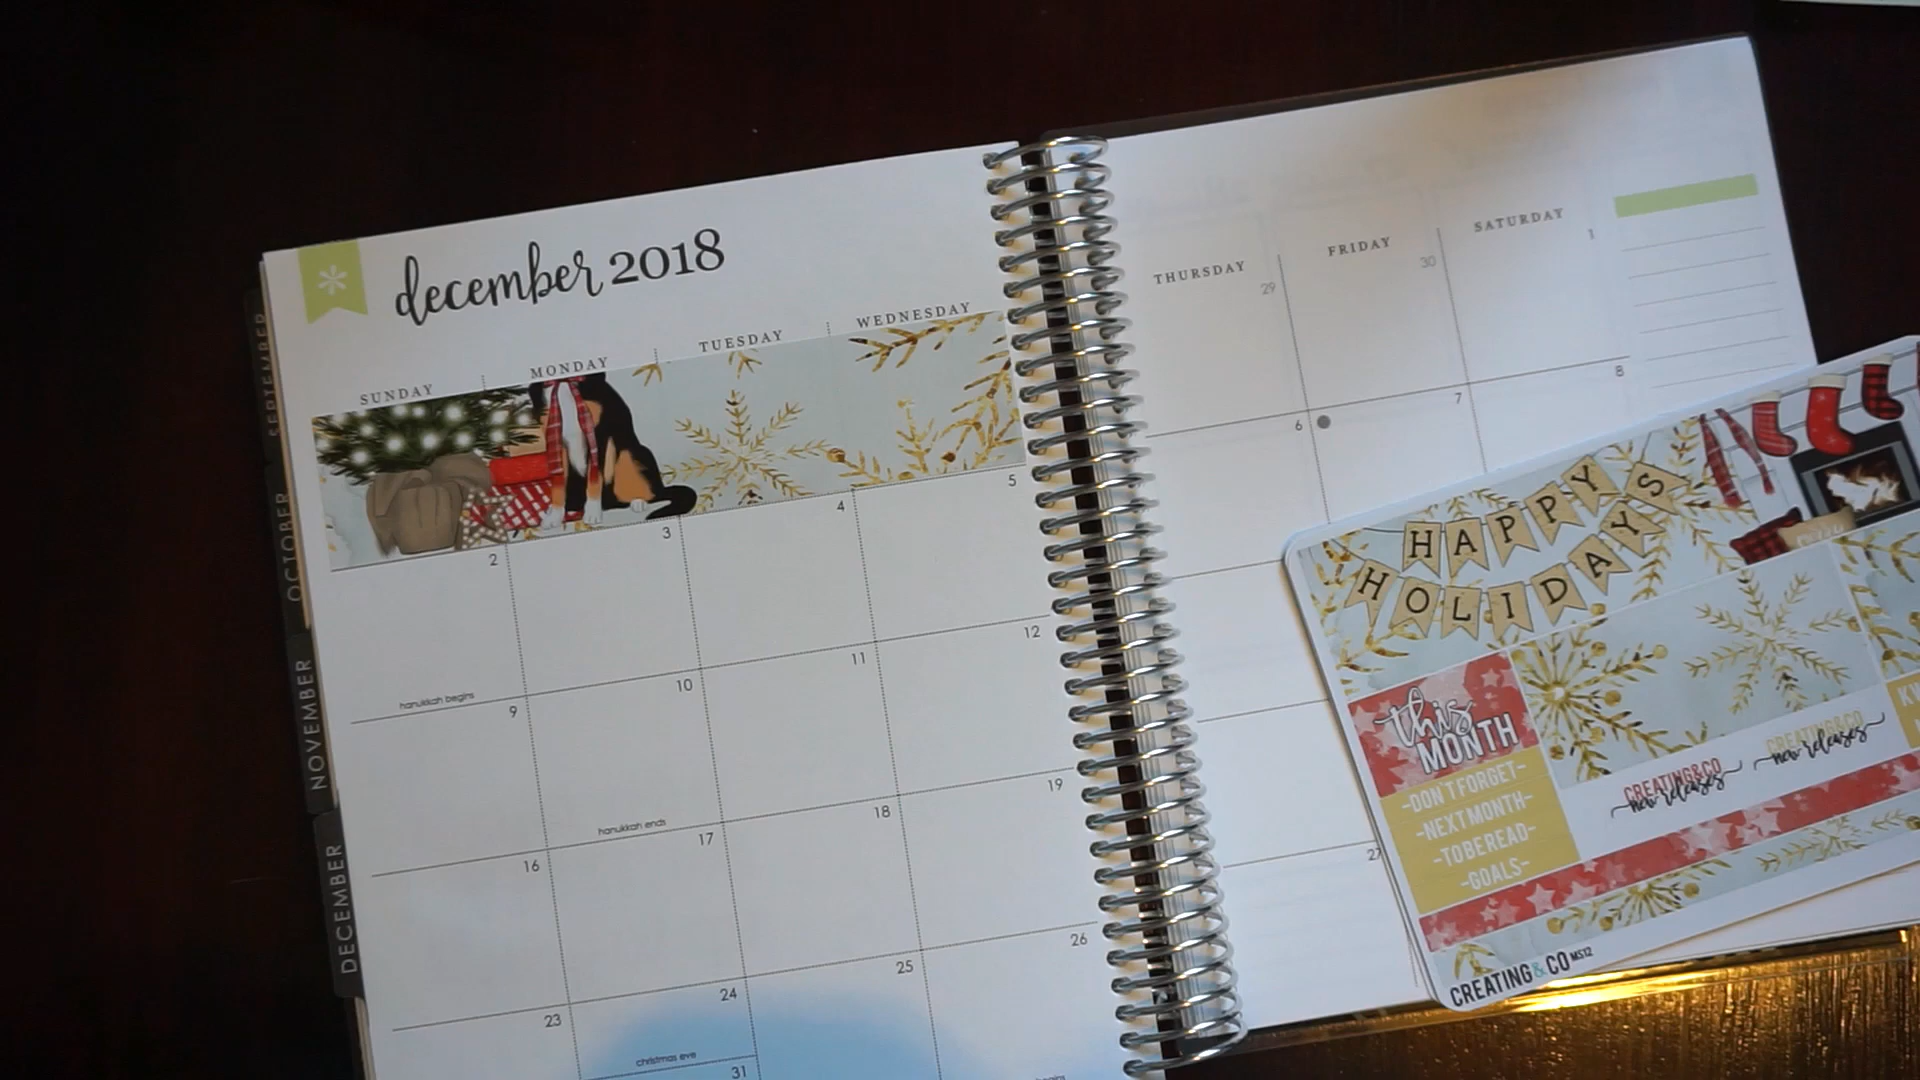 december 2018
SUNDAY
MONDAY
TUESDAY
WEDNESDAY
THURSDAY
FRIDAY
SATURDAY
29
30
1
2
3
4
5
6
7
8
hanukkah begins
9
10
11
12
hanukkah ends
16
17
18
19
23
24
25
26
27
christmas eve
31
SEPTEMBER
OCTOBER
NOVEMBER
DECEMBER
HAPPY
HOLIDAYS
this
MONTH
-DON'T FORGET-
-NEXT MONTH-
-TO BE READ-
-GOALS-
CREATING&CO
new releases
CREATING&CO
new releases
CREATING&CO MS12